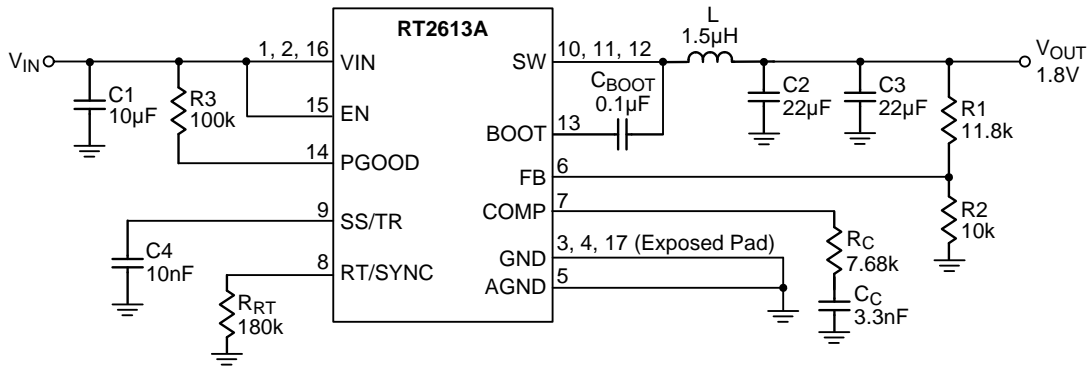 RT2613A
VIN
1, 2, 16
VIN
C1
10µF
R3
100k
15
EN
14
PGOOD
9
SS/TR
C4
10nF
8
RT/SYNC
RRT
180k
SW
10, 11, 12
L
1.5µH
CBOOT
0.1µF
BOOT
13
C2
22µF
C3
22µF
VOUT
1.8V
R1
11.8k
FB
6
COMP
7
R2
10k
GND
3, 4, 17 (Exposed Pad)
AGND
5
RC
7.68k
CC
3.3nF